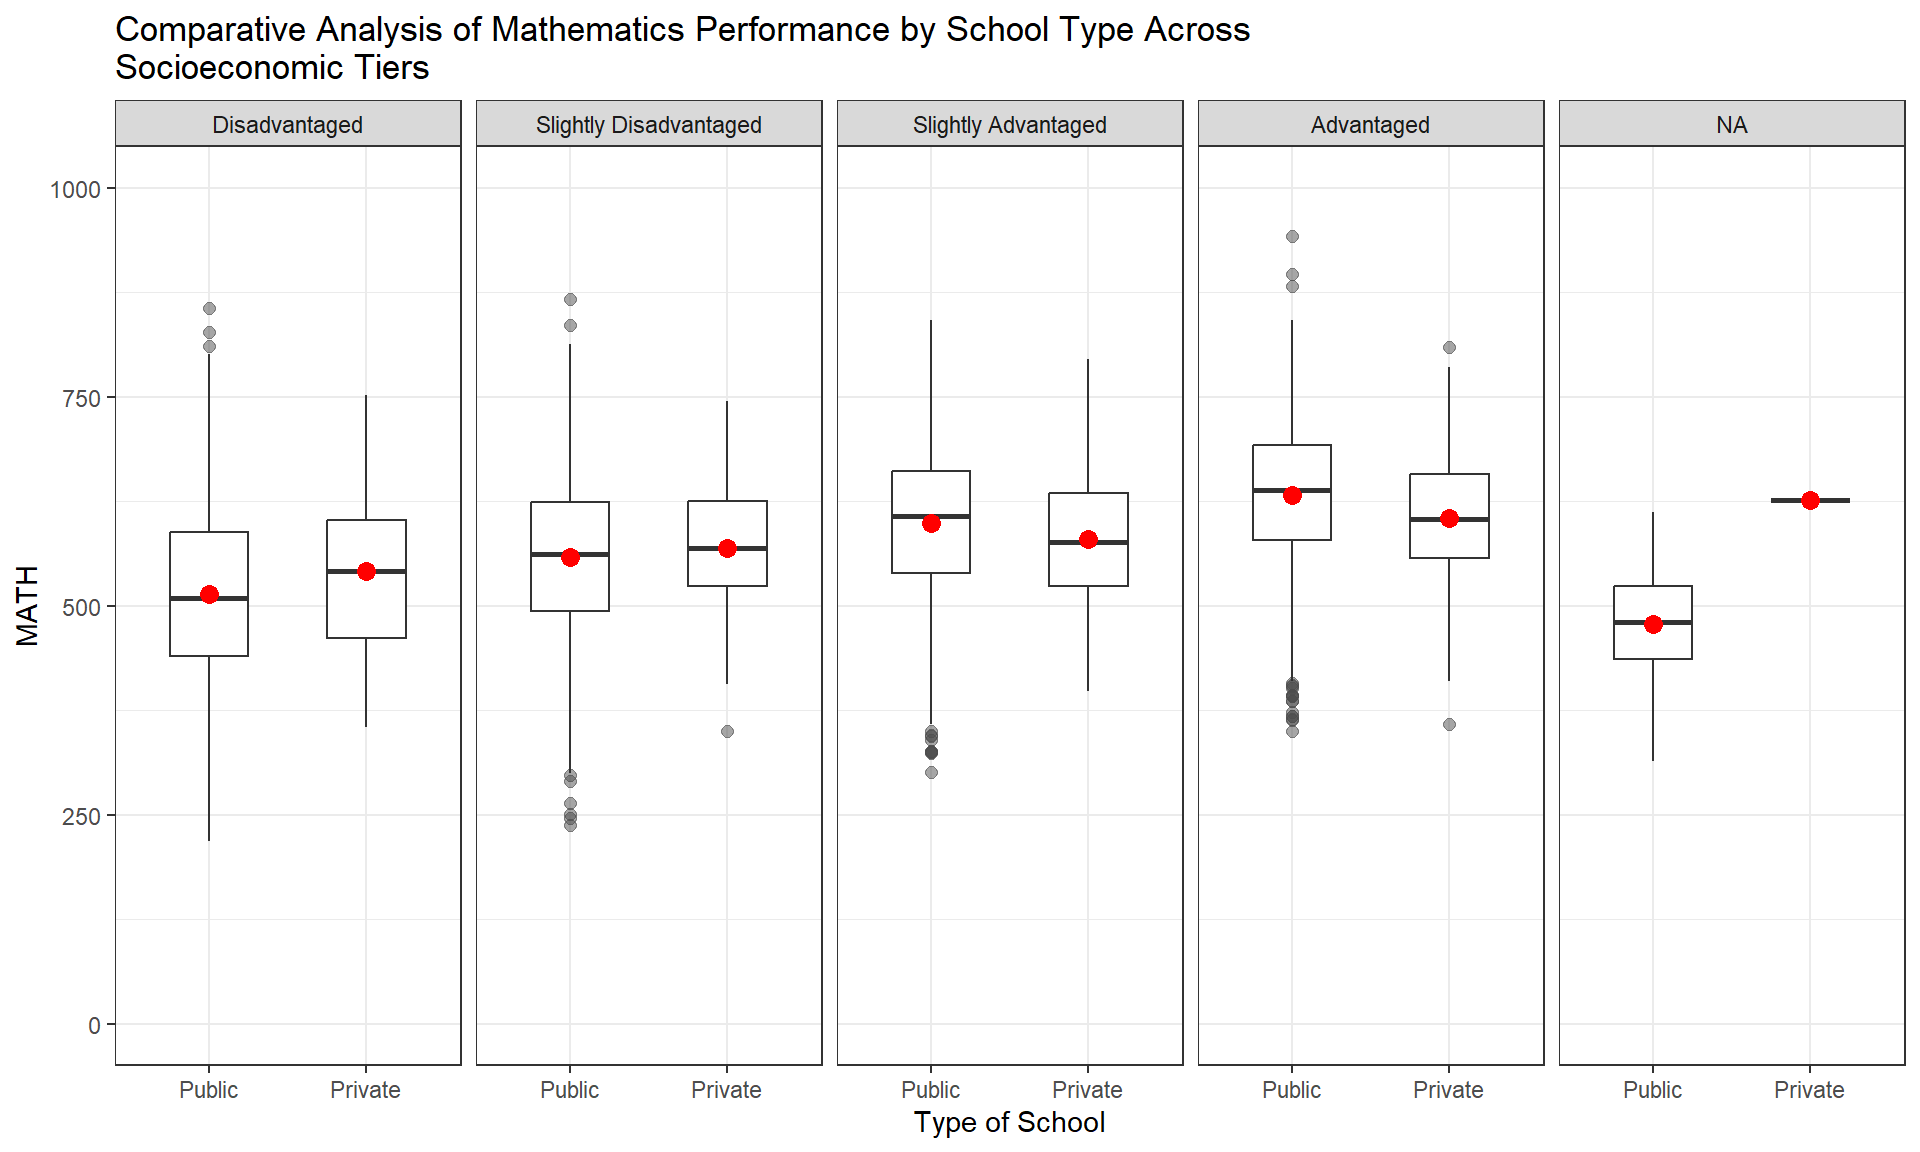 Comparative Analysis of Mathematics Performance by School Type Across
Socioeconomic Tiers
Disadvantaged
Slightly Disadvantaged
Slightly Advantaged
Advantaged
NA
MATH
1000
750
500
250
0
Public Private
Public Private
Public Private
Public Private
Public Private
Type of School